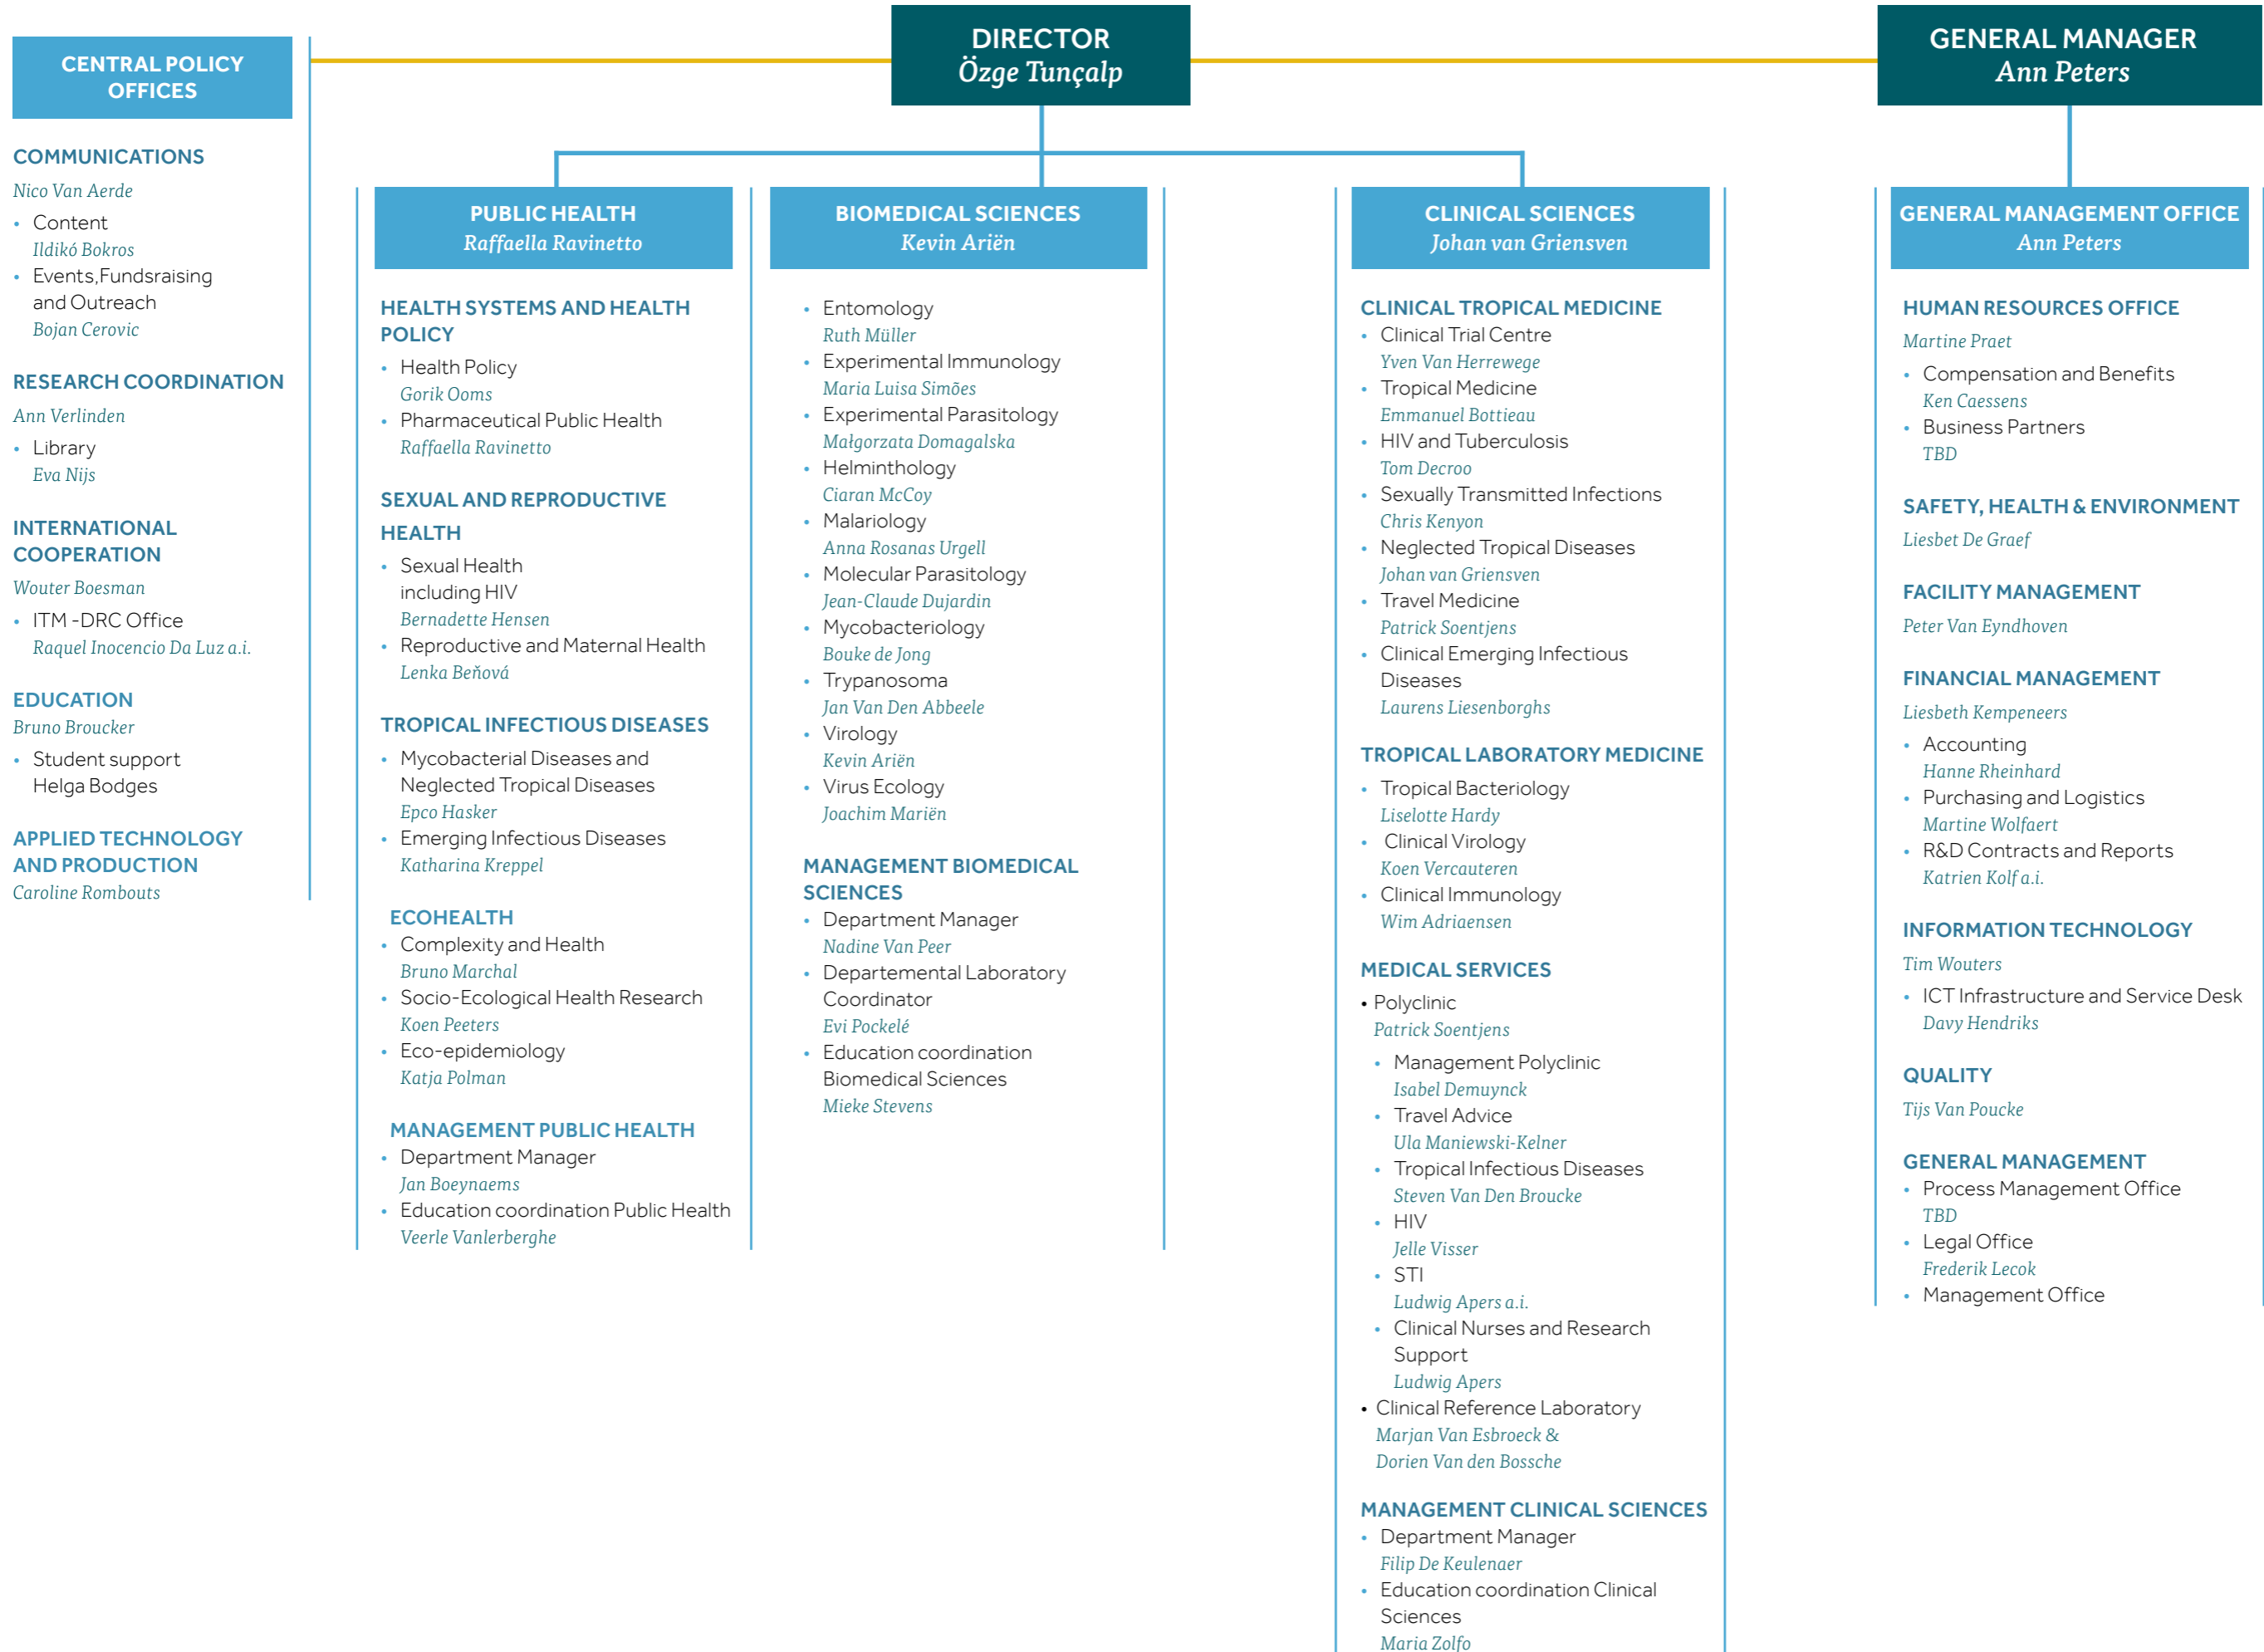 DIRECTOR
Özge Tunçalp
GENERAL MANAGER
Ann Peters
CENTRAL POLICY
OFFICES
COMMUNICATIONS
Nico Van Aerde
• Content
Ildikó Bokros
• Events,Fundsraising
and Outreach
Bojan Cerovic
RESEARCH COORDINATION
Ann Verlinden
• Library
Eva Nijs
INTERNATIONAL
COOPERATION
Wouter Boesman
• ITM -DRC Office
Raquel Inocencio Da Luz a.i.
EDUCATION
Bruno Broucker
• Student support
Helga Bodges
APPLIED TECHNOLOGY
AND PRODUCTION
Caroline Rombouts
PUBLIC HEALTH
Raffaella Ravinetto
HEALTH SYSTEMS AND HEALTH
POLICY
• Health Policy
Gorik Ooms
• Pharmaceutical Public Health
Raffaella Ravinetto
SEXUAL AND REPRODUCTIVE
HEALTH
• Sexual Health
including HIV
Bernadette Hensen
• Reproductive and Maternal Health
Lenka Beňová
TROPICAL INFECTIOUS DISEASES
• Mycobacterial Diseases and
Neglected Tropical Diseases
Epco Hasker
• Emerging Infectious Diseases
Katharina Kreppel
ECOHEALTH
• Complexity and Health
Bruno Marchal
• Socio-Ecological Health Research
Koen Peeters
• Eco-epidemiology
Katja Polman
MANAGEMENT PUBLIC HEALTH
• Department Manager
Jan Boeynaems
• Education coordination Public Health
Veerle Vanlerberghe
BIOMEDICAL SCIENCES
Kevin Ariën
• Entomology
Ruth Müller
• Experimental Immunology
Maria Luisa Simões
• Experimental Parasitology
Małgorzata Domagalska
• Helminthology
Ciaran McCoy
• Malariology
Anna Rosanas Urgell
• Molecular Parasitology
Jean-Claude Dujardin
• Mycobacteriology
Bouke de Jong
• Trypanosoma
Jan Van Den Abbeele
• Virology
Kevin Ariën
• Virus Ecology
Joachim Mariën
MANAGEMENT BIOMEDICAL
SCIENCES
• Department Manager
Nadine Van Peer
• Departemental Laboratory
Coordinator
Evi Pockelé
• Education coordination
Biomedical Sciences
Mieke Stevens
CLINICAL SCIENCES
Johan van Griensven
CLINICAL TROPICAL MEDICINE
• Clinical Trial Centre
Yven Van Herrewege
• Tropical Medicine
Emmanuel Bottieau
• HIV and Tuberculosis
Tom Decroo
• Sexually Transmitted Infections
Chris Kenyon
• Neglected Tropical Diseases
Johan van Griensven
• Travel Medicine
Patrick Soentjens
• Clinical Emerging Infectious
Diseases
Laurens Liesenborghs
TROPICAL LABORATORY MEDICINE
• Tropical Bacteriology
Liselotte Hardy
• Clinical Virology
Koen Vercauteren
• Clinical Immunology
Wim Adriaensen
MEDICAL SERVICES
• Polyclinic
Patrick Soentjens
• Management Polyclinic
Isabel Demuynck
• Travel Advice
Ula Maniewski-Kelner
• Tropical Infectious Diseases
Steven Van Den Broucke
• HIV
Jelle Visser
• STI
Ludwig Apers a.i.
• Clinical Nurses and Research
Support
Ludwig Apers
• Clinical Reference Laboratory
Marjan Van Esbroeck &
Dorien Van den Bossche
MANAGEMENT CLINICAL SCIENCES
• Department Manager
Filip De Keulenaer
• Education coordination Clinical
Sciences
Maria Zolfo
GENERAL MANAGEMENT OFFICE
Ann Peters
HUMAN RESOURCES OFFICE
Martine Praet
• Compensation and Benefits
Ken Caessens
• Business Partners
TBD
SAFETY, HEALTH & ENVIRONMENT
Liesbet De Graef
FACILITY MANAGEMENT
Peter Van Eyndhoven
FINANCIAL MANAGEMENT
Liesbeth Kempeneers
• Accounting
Hanne Rheinhard
• Purchasing and Logistics
Martine Wolfaert
• R&D Contracts and Reports
Katrien Kolf a.i.
INFORMATION TECHNOLOGY
Tim Wouters
• ICT Infrastructure and Service Desk
Davy Hendriks
QUALITY
Tijs Van Poucke
GENERAL MANAGEMENT
• Process Management Office
TBD
• Legal Office
Frederik Lecok
• Management Office